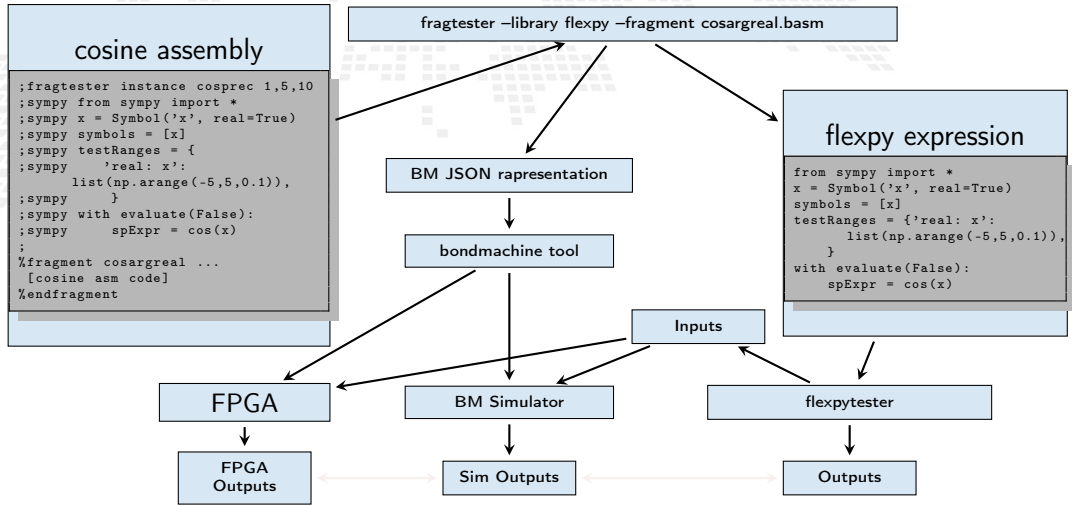 fragtester –library flexpy –fragment cosargreal.basm
cosine assembly
;fragtester instance cosprec 1,5,10
;sympy from sympy import *
;sympy x = Symbol('x', real=True)
;sympy symbols = [x]
;sympy testRanges = {
;sympy 'real: x':
list(np.arange(-5,5,0.1)),
;sympy }
;sympy with evaluate(False):
;sympy spExpr = cos(x)
;
%fragment cosargreal ...
[cosine asm code]
%endfragment
flexpy expression
from sympy import *
x = Symbol('x', real=True)
symbols = [x]
testRanges = {'real: x':
list(np.arange(-5,5,0.1)),
}
with evaluate(False):
spExpr = cos(x)
BM JSON rapresentation
bondmachine tool
Inputs
FPGA
BM Simulator
flexpytester
FPGA
Outputs
Sim Outputs
Outputs